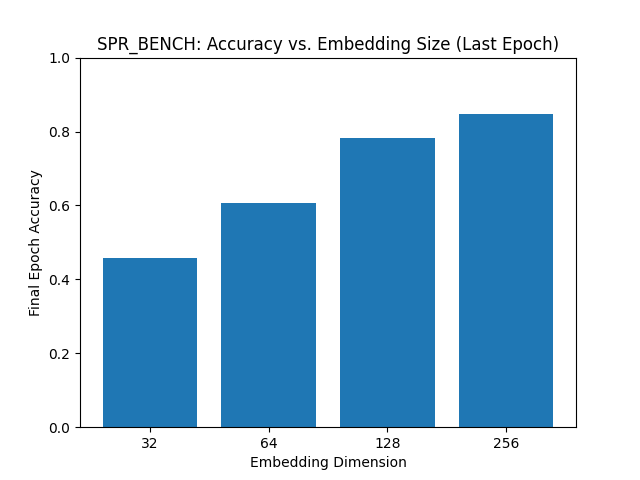 SPR_BENCH: Accuracy vs. Embedding Size (Last Epoch)
1.0
0.8
0.6
0.4
0.2
0.0
Final Epoch Accuracy
32 64 128 256
Embedding Dimension